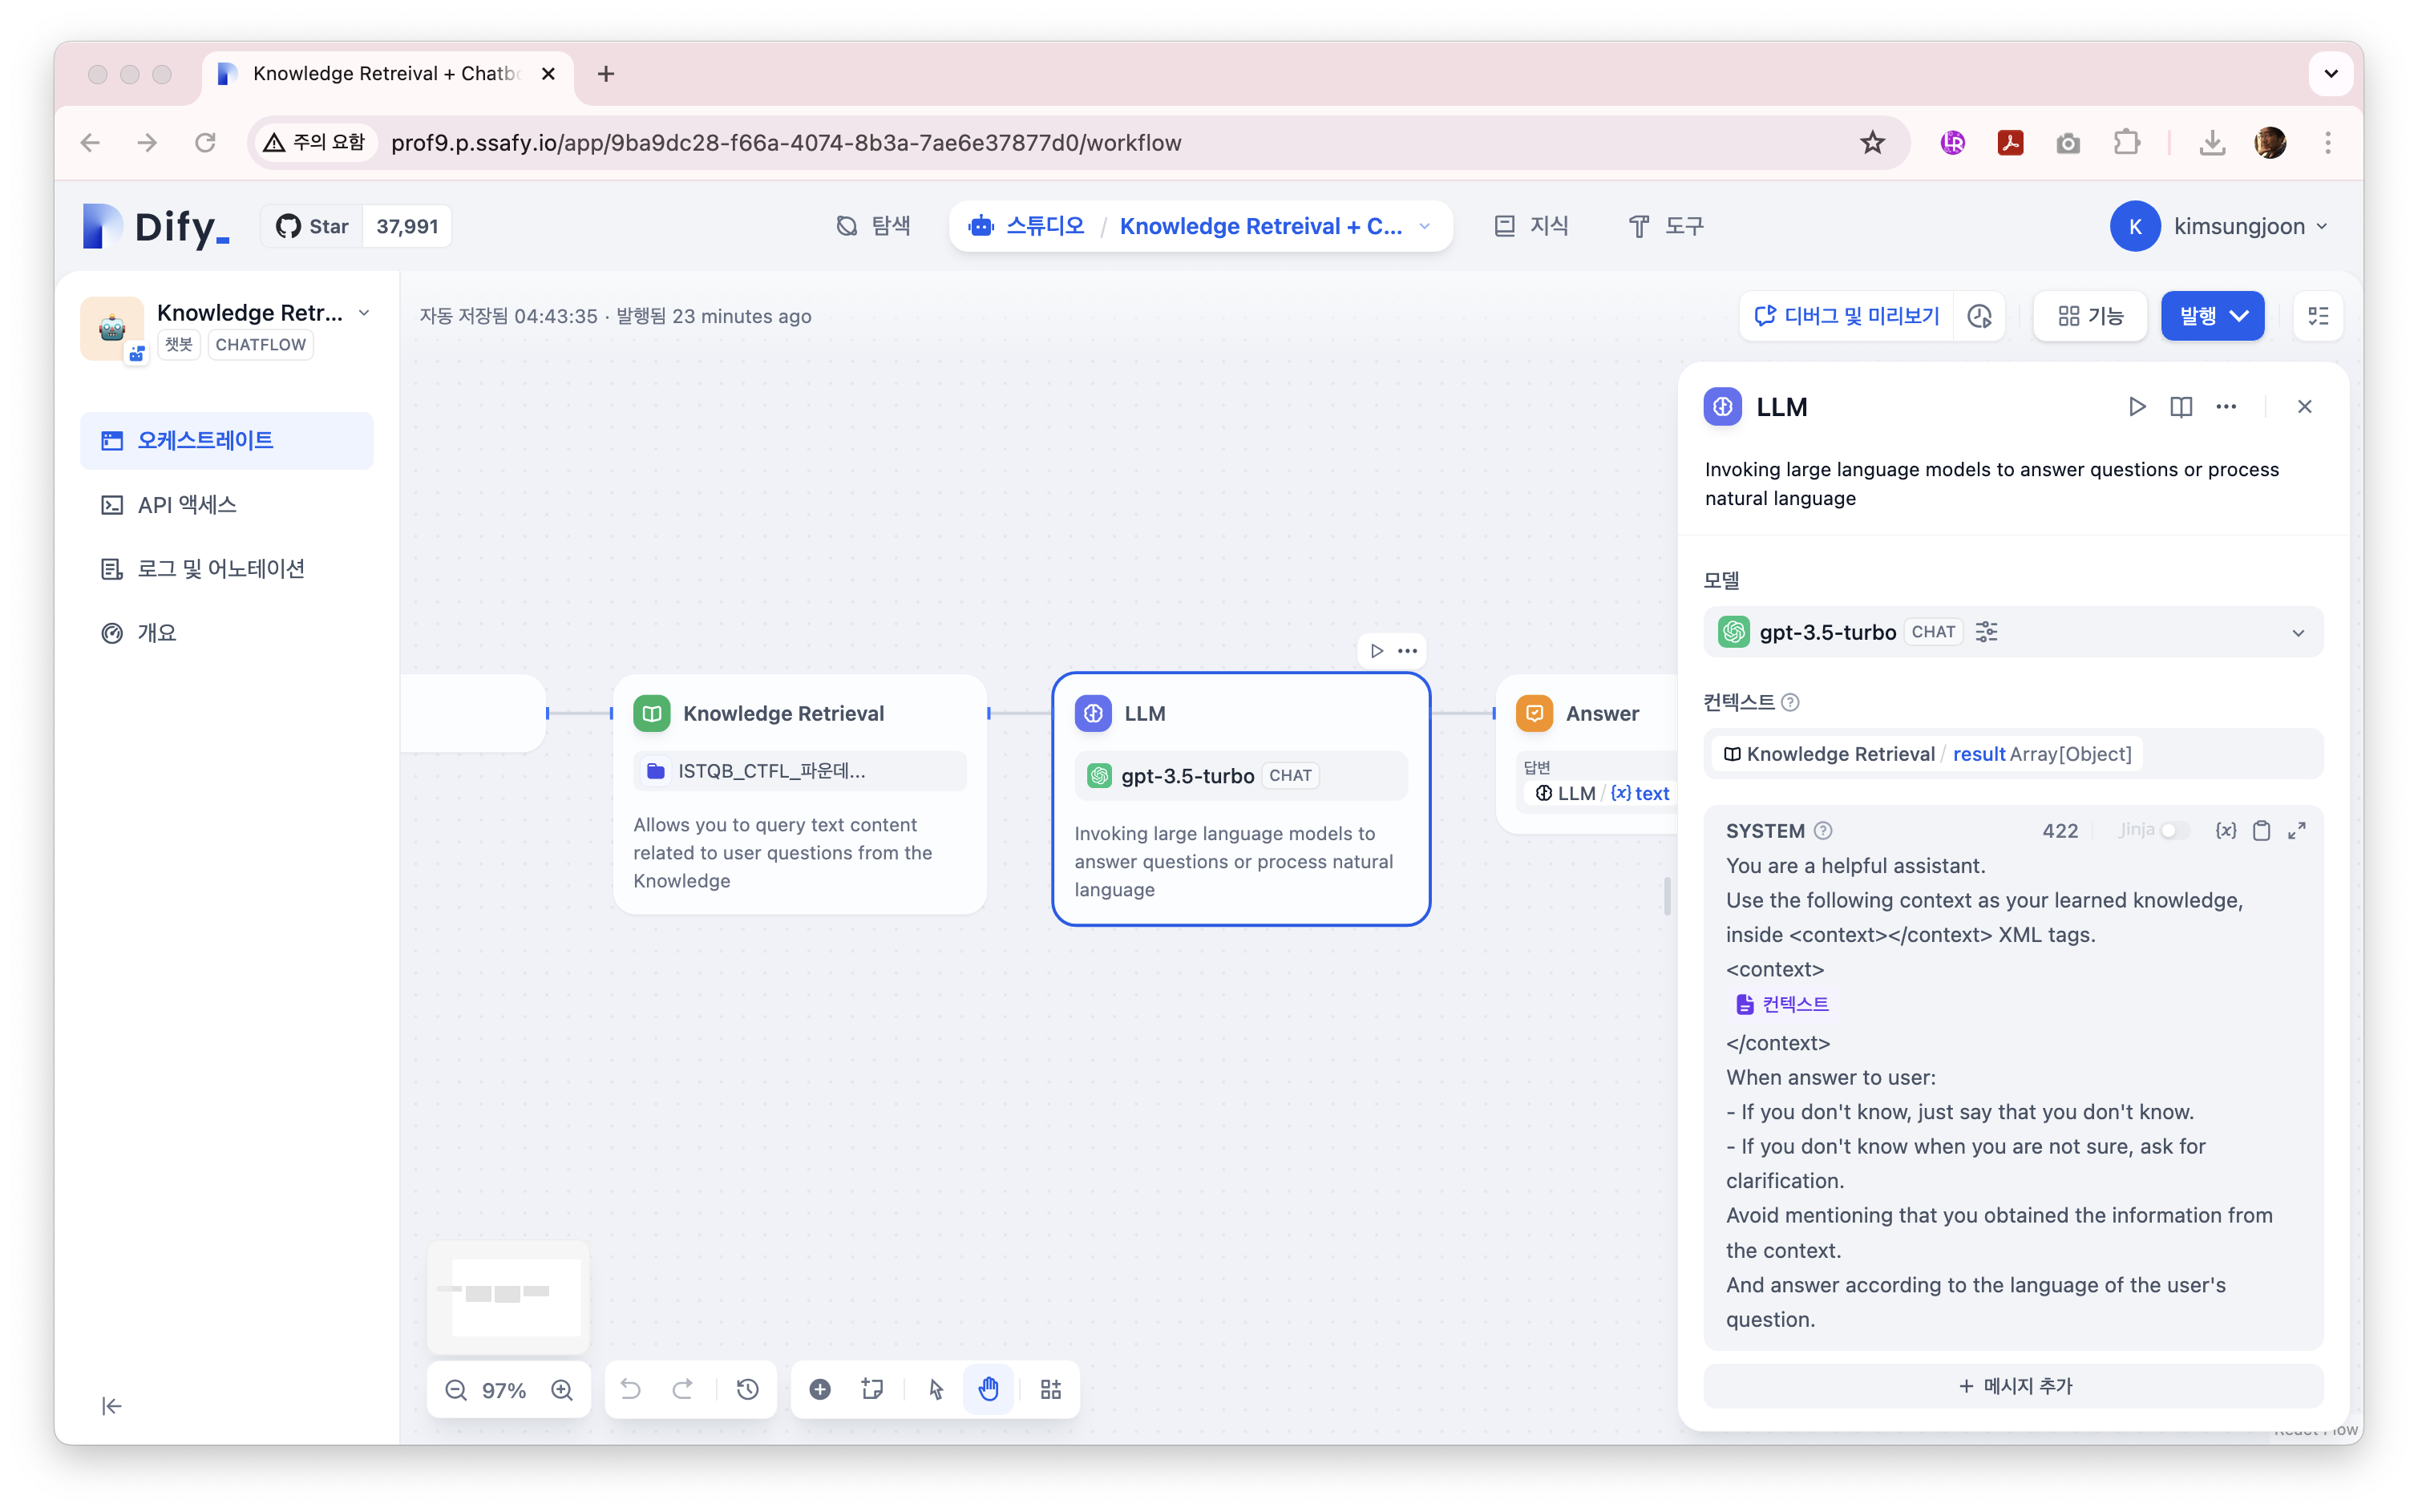 Knowledge Retreival + Chatb
주의 요함
prof9.p.ssafy.io/app/9ba9dc28-f66a-4074-8b3a-7ae6e37877d0/workflow
Dify_
Star 37,991
탐색
스튜디오 / Knowledge Retreival + C...
지식
도구
K kimsungjoon
Knowledge Retr...
챗봇 CHATFLOW
오케스트레이트
API 액세스
로그 및 어노테이션
개요
자동 저장됨 04:43:35 · 발행됨 23 minutes ago
디버그 및 미리보기
기능
발행
Knowledge Retrieval
ISTQB_CTFL_파운데...
Allows you to query text content
related to user questions from the
Knowledge
LLM
gpt-3.5-turbo CHAT
Invoking large language models to
answer questions or process natural
language
Answer
답변
LLM / {x} text
97%
LLM
Invoking large language models to answer questions or process
natural language
모델
gpt-3.5-turbo CHAT
컨텍스트
Knowledge Retrieval / result Array[Object]
SYSTEM 422 Jinja {x}
You are a helpful assistant.
Use the following context as your learned knowledge,
inside <context></context> XML tags.
<context>
컨텍스트
</context>
When answer to user:
- If you don't know, just say that you don't know.
- If you don't know when you are not sure, ask for
clarification.
Avoid mentioning that you obtained the information from
the context.
And answer according to the language of the user's
question.
+ 메시지 추가
React Flow